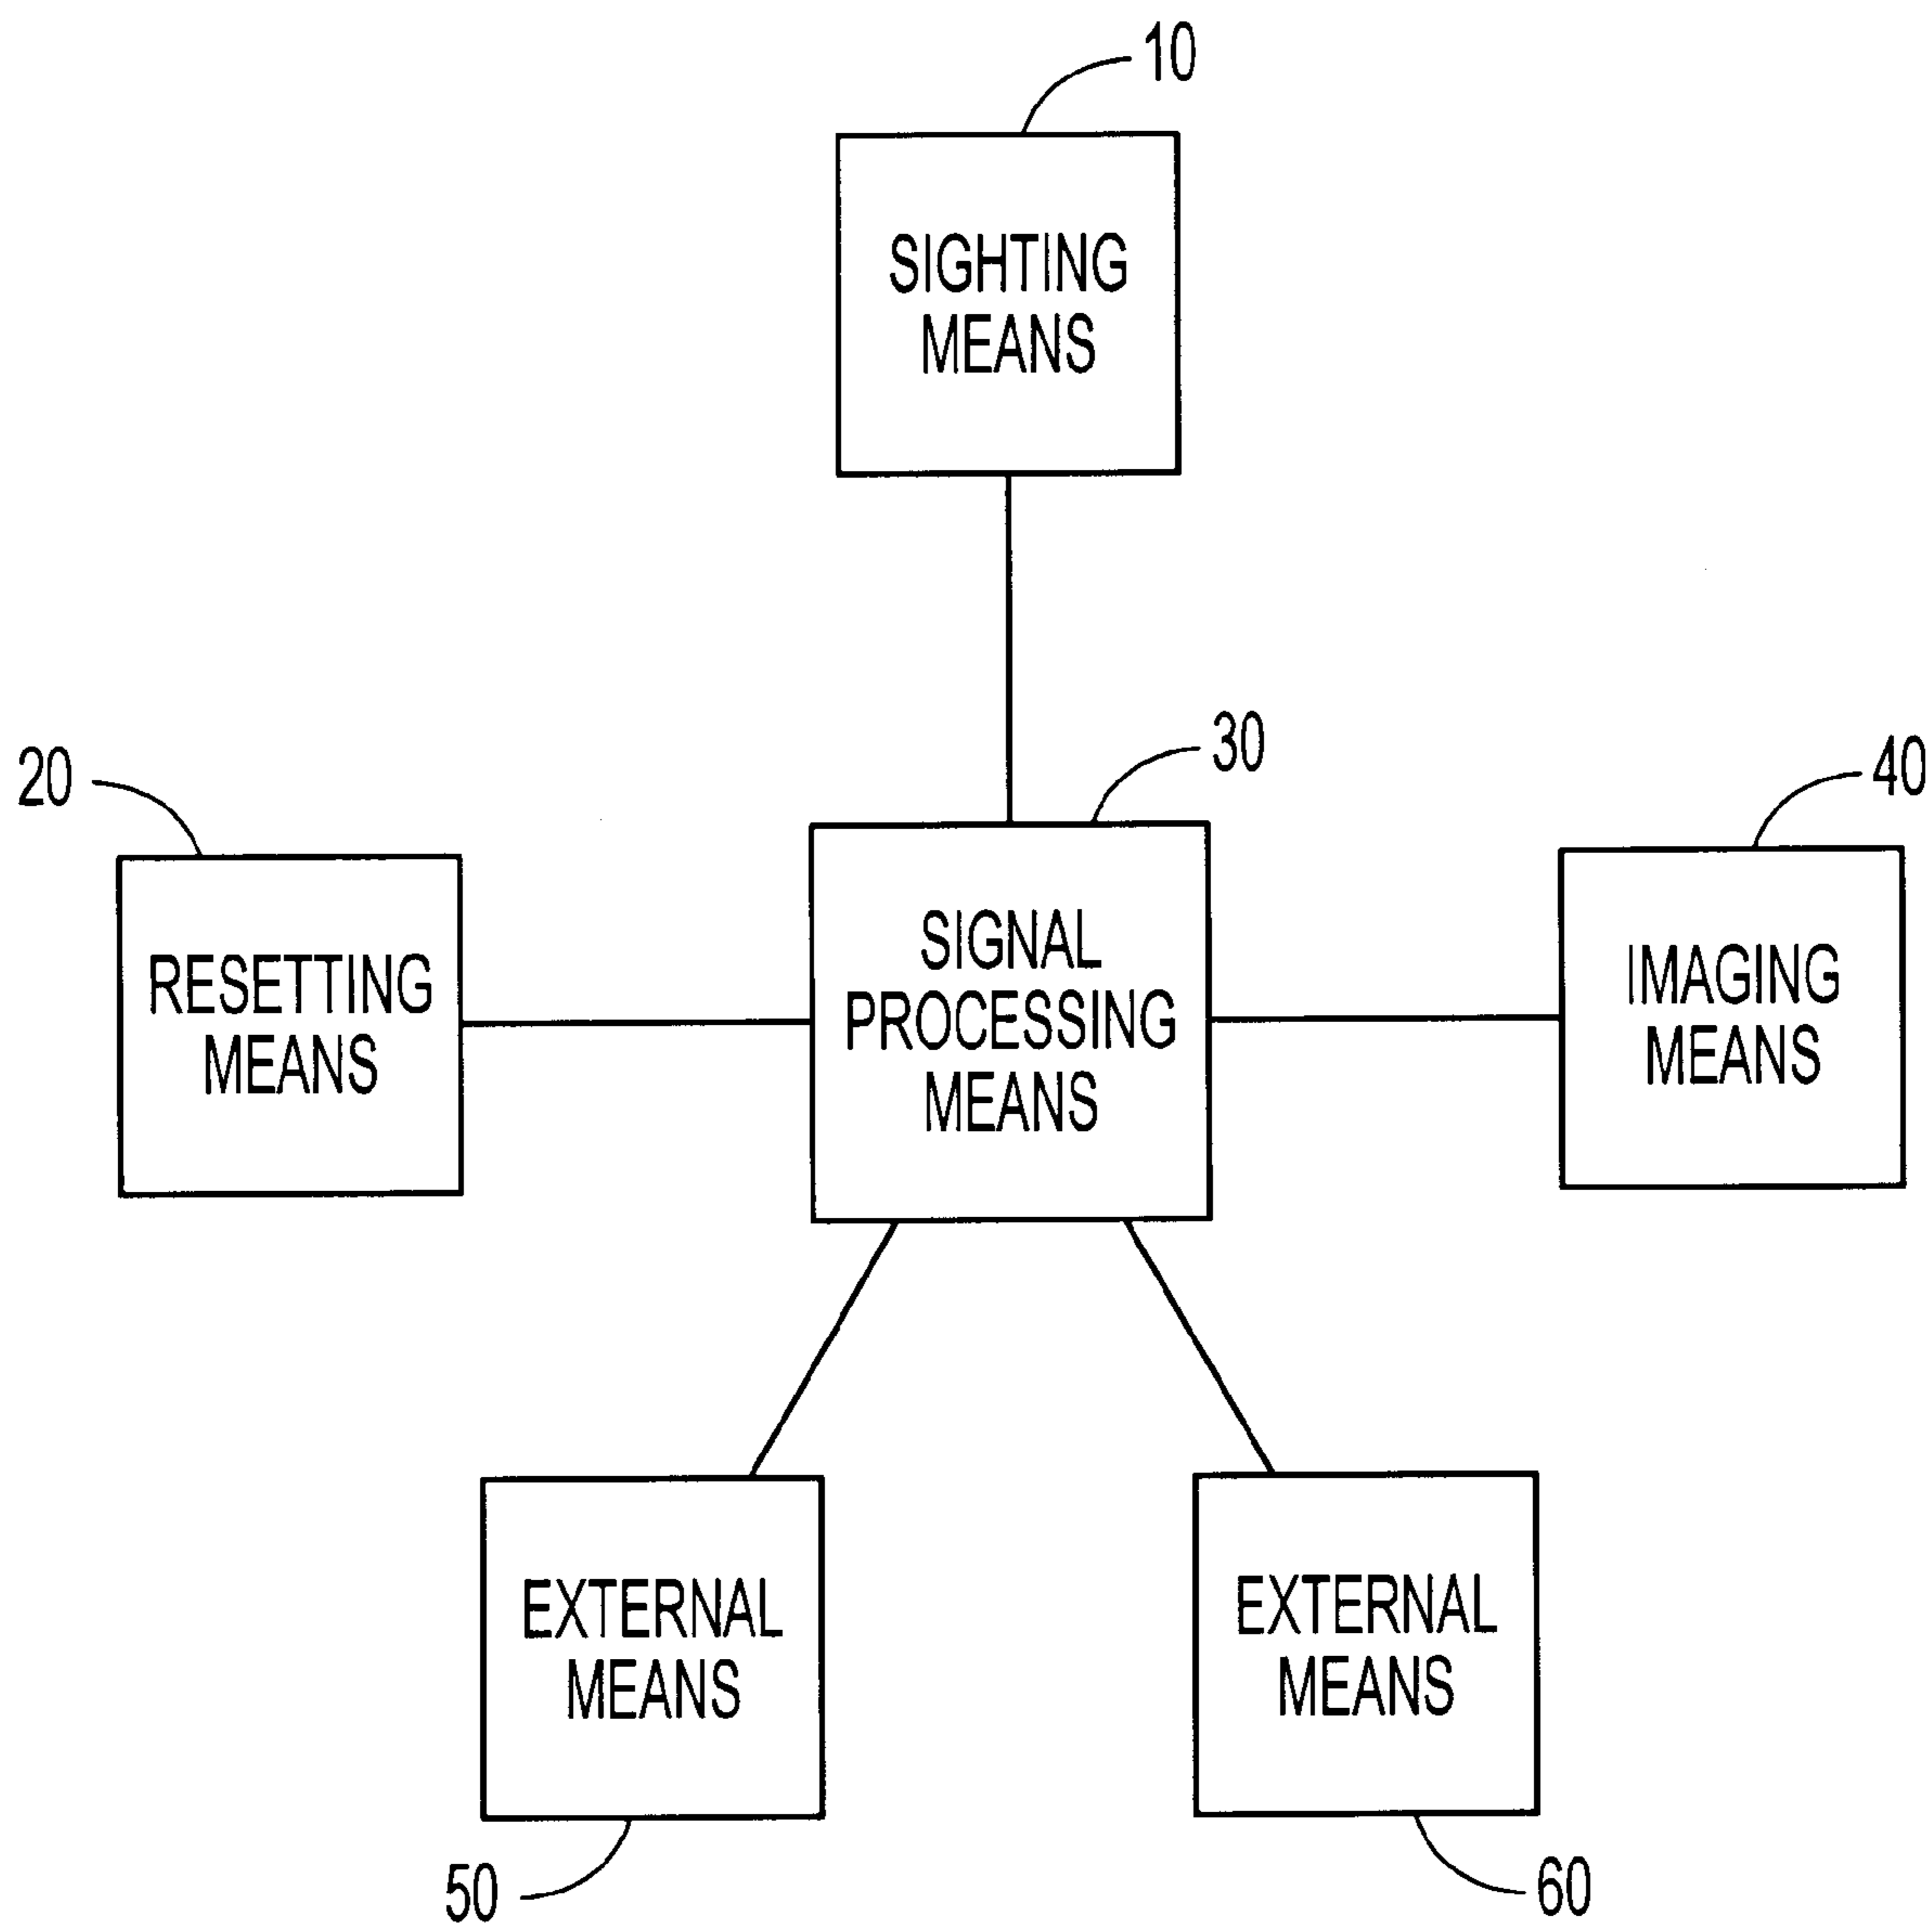 10
SIGHTING
MEANS
20
30
40
RESETTING
MEANS
SIGNAL
PROCESSING
MEANS
IMAGING
MEANS
EXTERNAL
MEANS
EXTERNAL
MEANS
50
60